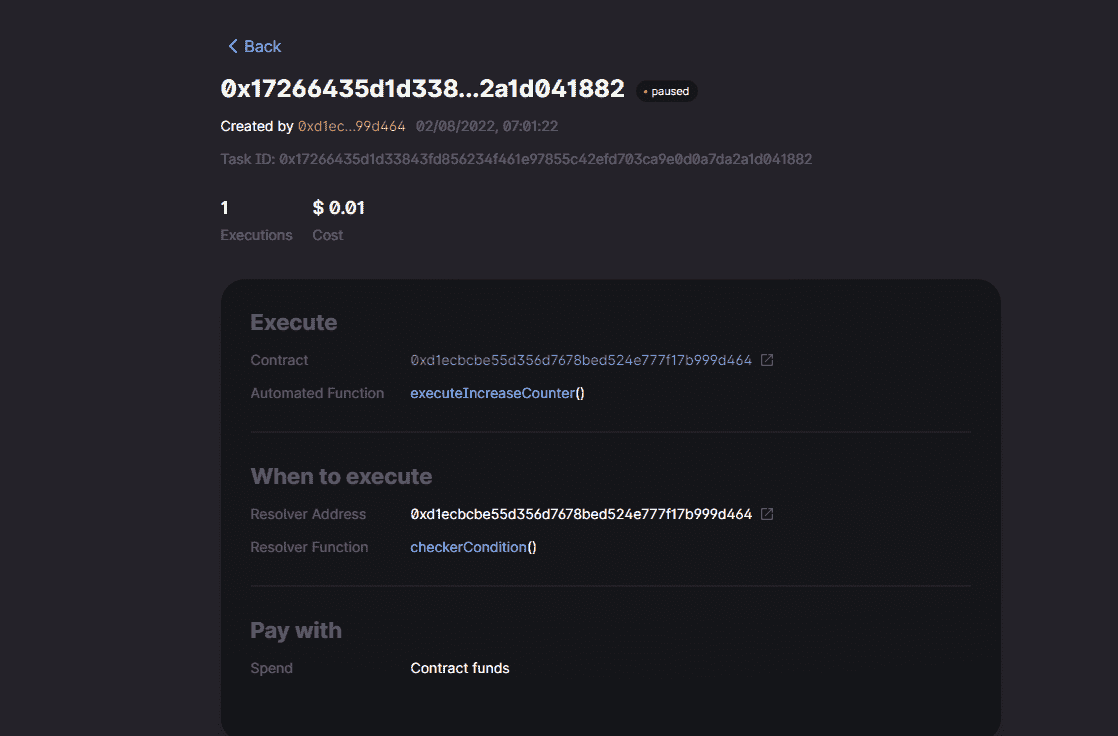 Back
0x17266435d1d338...2a1d041882 • paused
Created by 0xd1ec...99d464 02/08/2022, 07:01:22
Task ID: 0x17266435d1d33843fd856234f461e97855c42efd703ca9e0d0a7da2a1d041882
1 $ 0.01
Executions Cost
Execute
Contract 0xd1ecbcbe55d356d7678bed524e777f17b999d464
Automated Function executeIncreaseCounter()
When to execute
Resolver Address 0xd1ecbcbe55d356d7678bed524e777f17b999d464
Resolver Function checkerCondition()
Pay with
Spend Contract funds